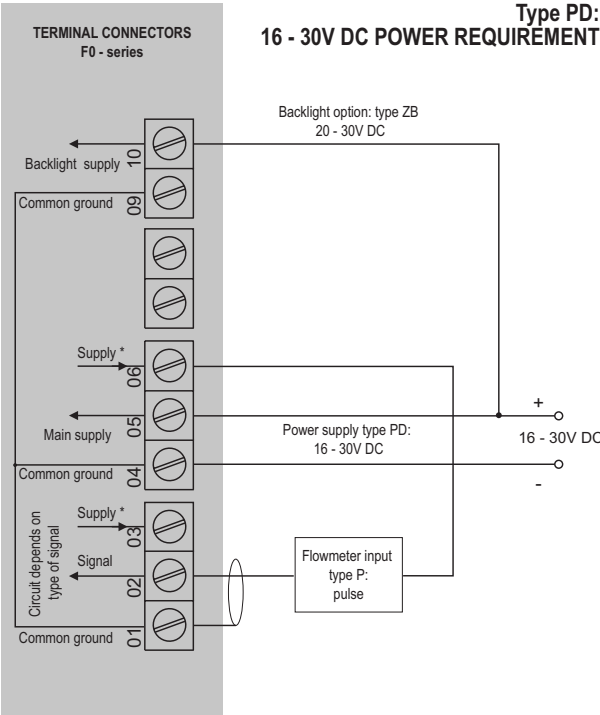 Type PD:
16 - 30V DC POWER REQUIREMENT
TERMINAL CONNECTORS
F0 - series
Backlight option: type ZB
20 - 30V DC
Backlight supply
10
Common ground
09
Supply *
06
Main supply
05
Power supply type PD:
16 - 30V DC
+
16 - 30V DC
-
Common ground
04
Circuit depends on
type of signal
Supply *
03
Signal
02
Flowmeter input
type P:
pulse
Common ground
01